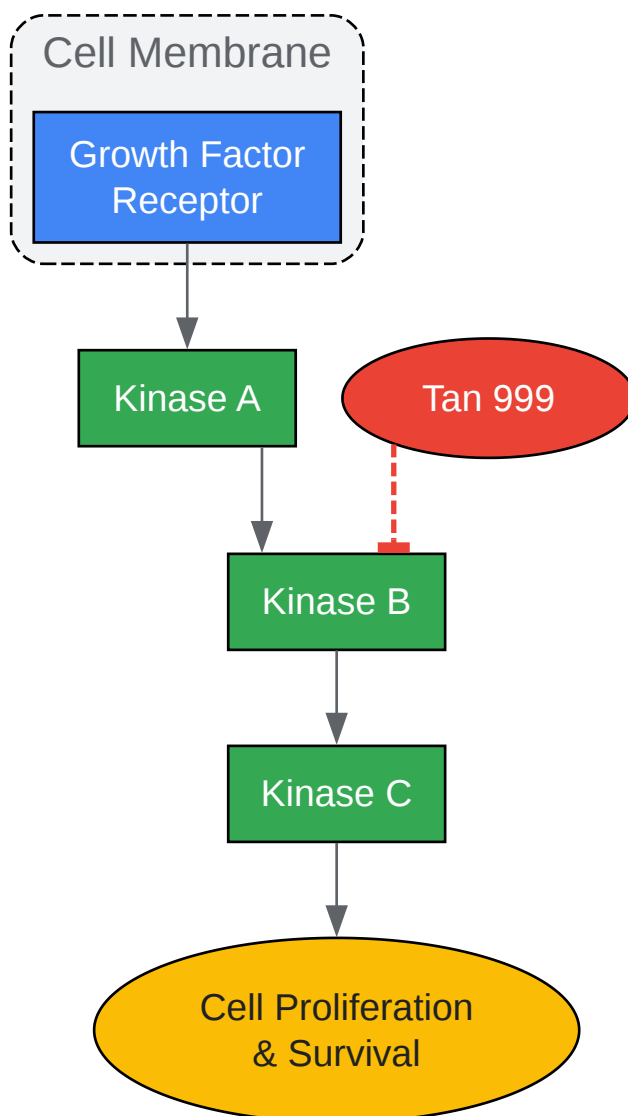 Cell Membrane
Growth Factor
Receptor
Kinase A
Tan 999
Kinase B
Kinase C
Cell Proliferation
& Survival